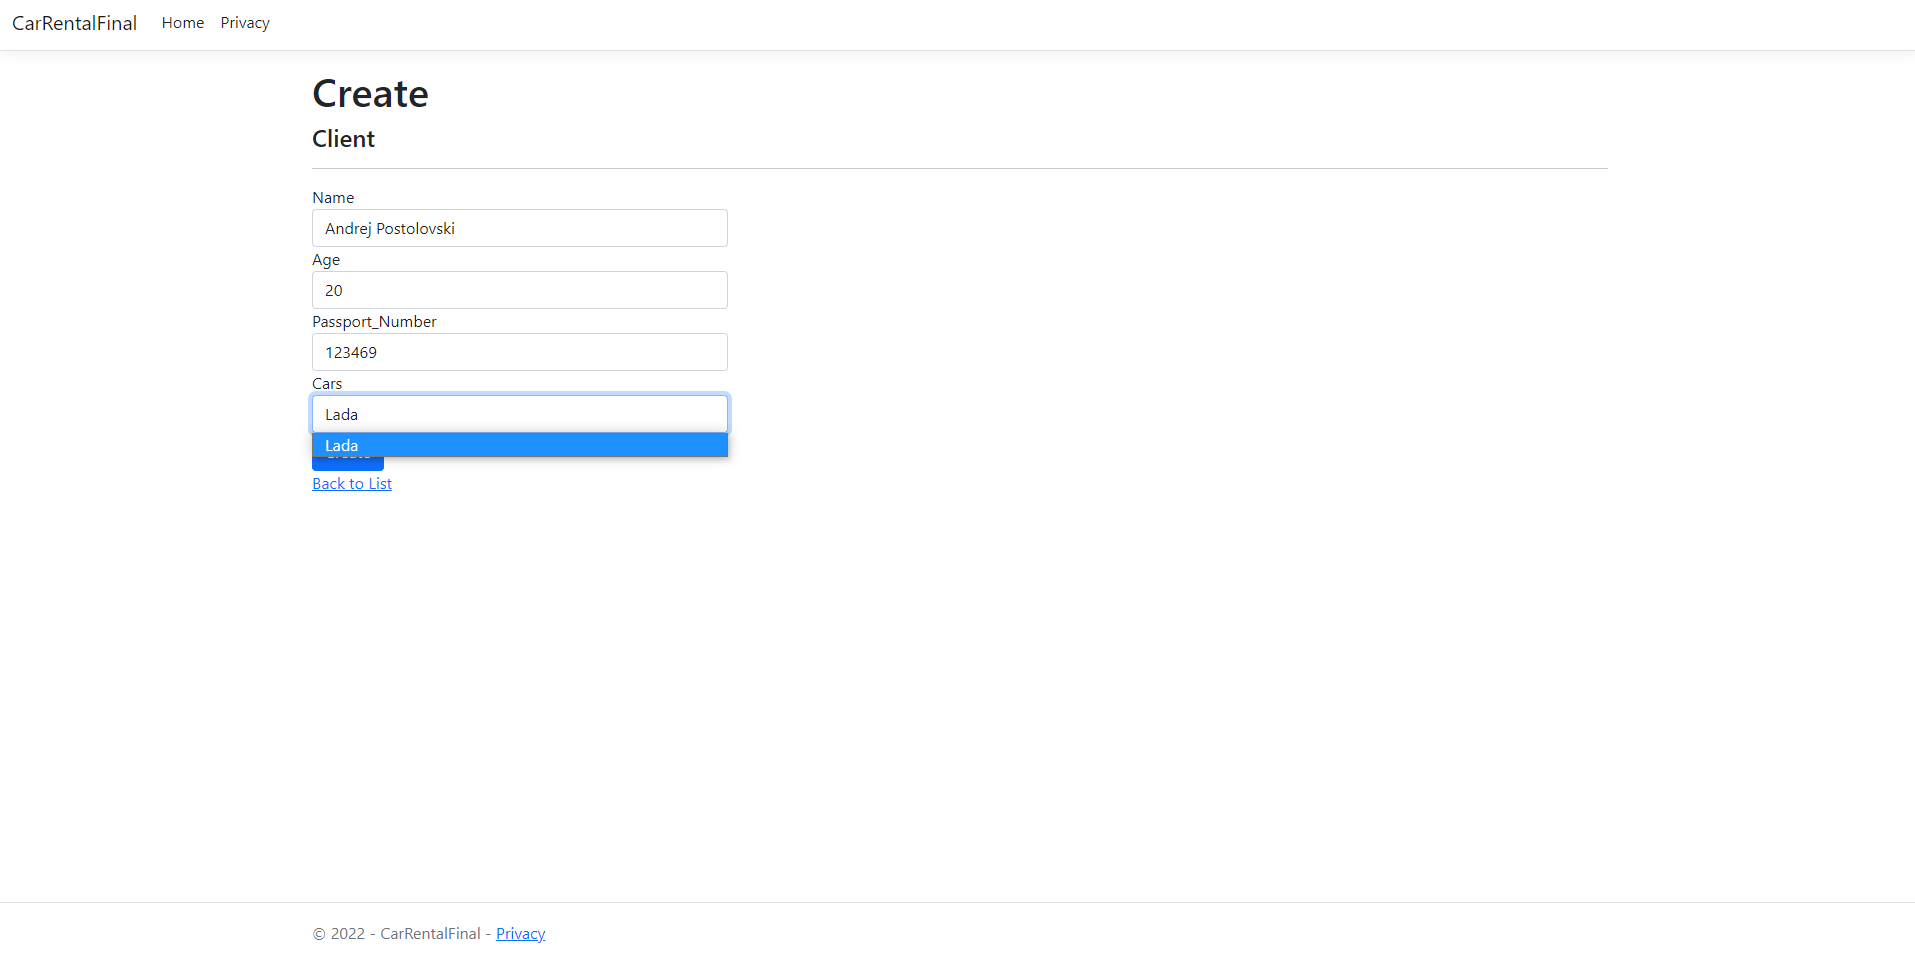 CarRentalFinal Home Privacy
Create
Client
Name
Andrej Postolovski
Age
20
Passport_Number
123469
Cars
Lada
Lada
Back to List
© 2022 - CarRentalFinal - Privacy